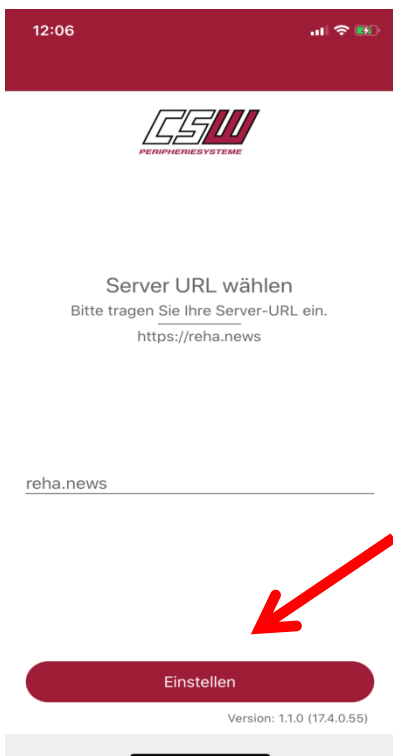 12:06
CSW
PERIPHERIESYSTEME
Server URL wählen
Bitte tragen Sie Ihre Server-URL ein.
https://reha.news
reha.news
Einstellen
Version: 1.1.0 (17.4.0.55)